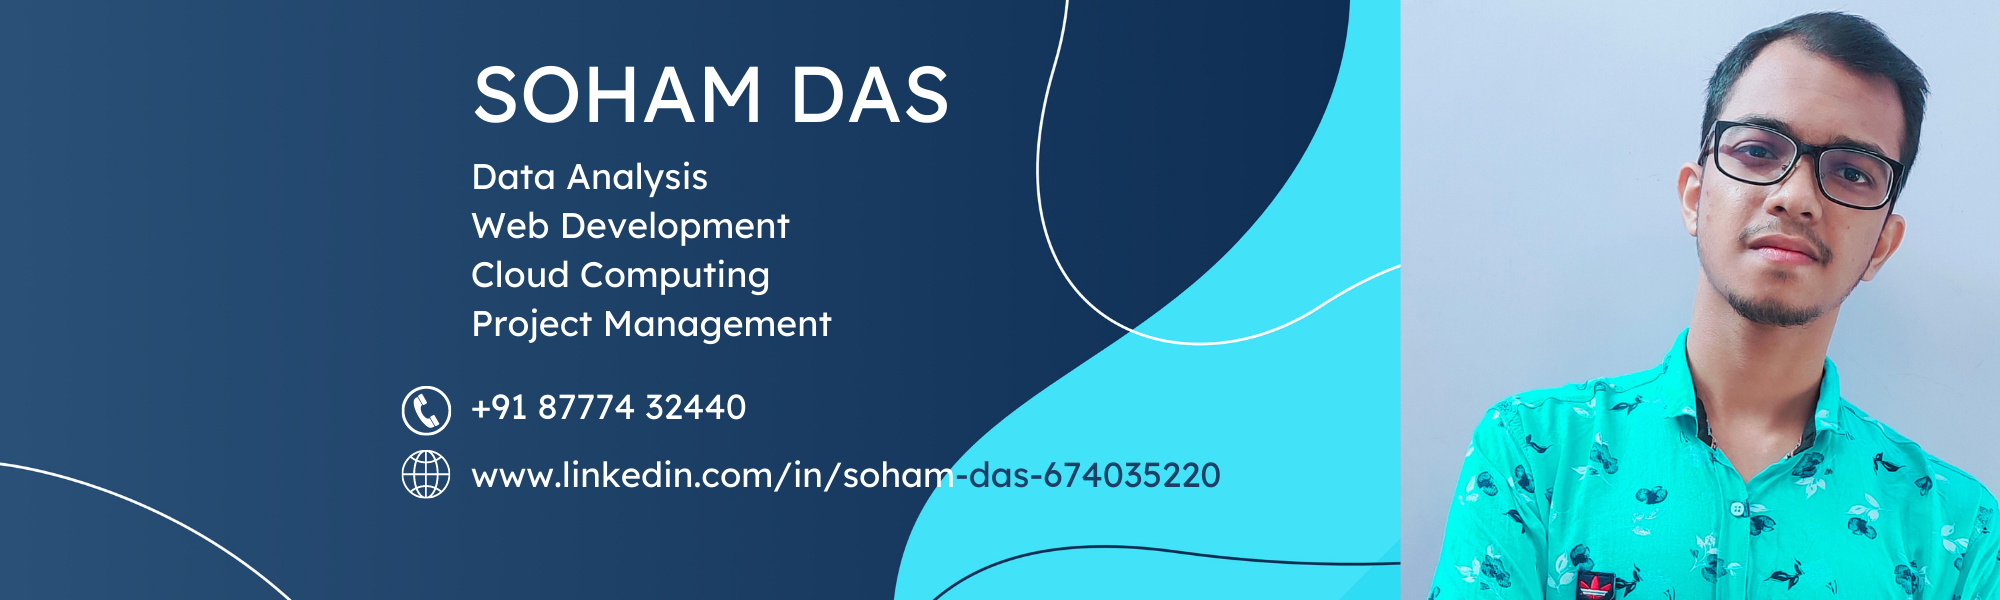 SOHAM DAS
Data Analysis
Web Development
Cloud Computing
Project Management
+91 87774 32440
www.linkedin.com/in/soham-das-674035220